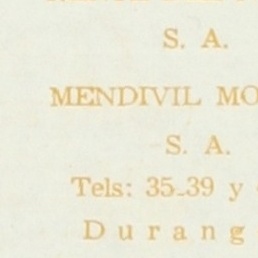 S. A.
MENDIVIL MO
S. A.
Tels: 35-39 y
Durang